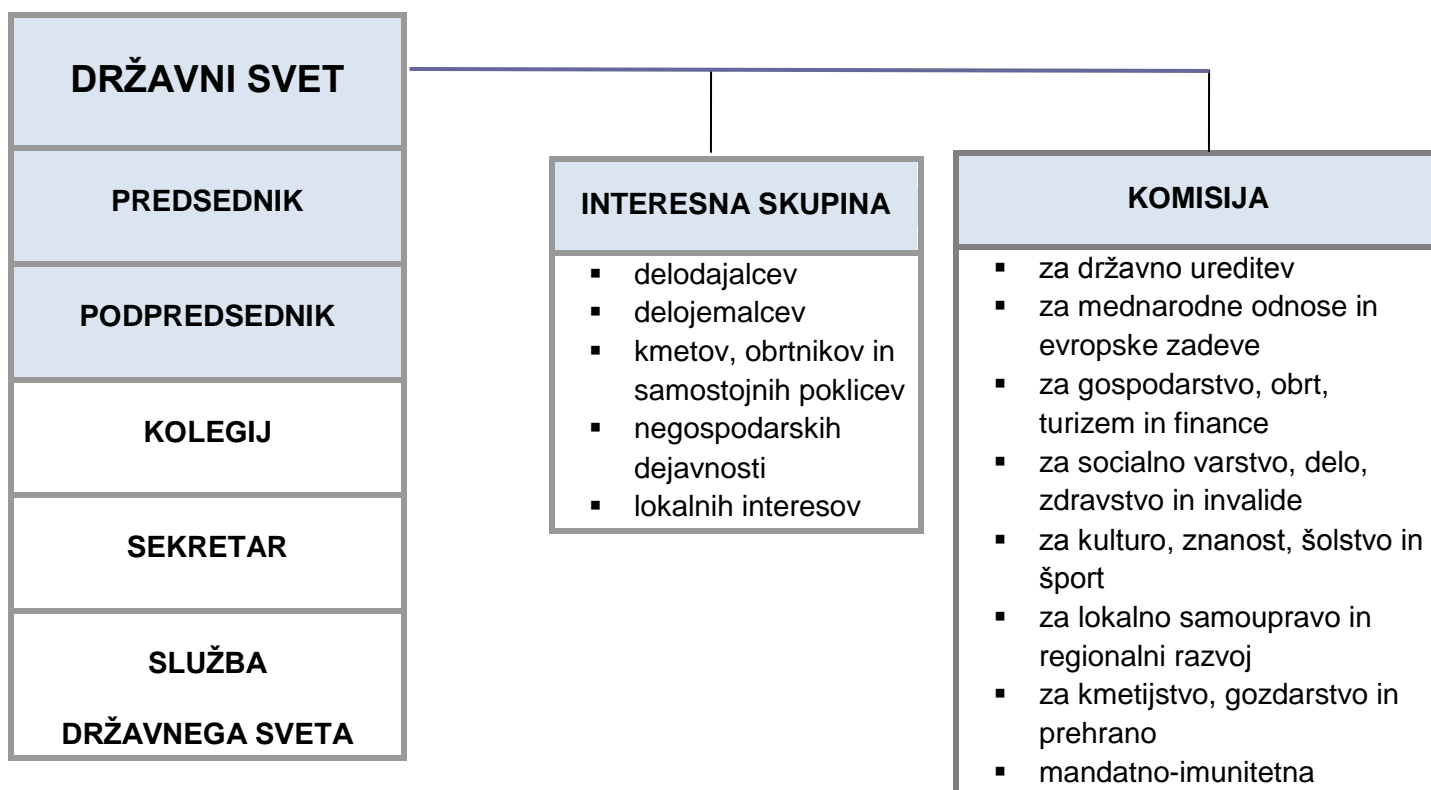 DRŽAVNI SVET
PREDSEDNIK
PODPREDSEDNIK
KOLEGIJ
SEKRETAR
SLUŽBA
DRŽAVNEGA SVETA
INTERESNA SKUPINA
▪ delodajalcev
▪ delojemalcev
▪ kmetov, obrtnikov in
samostojnih poklicev
▪ negospodarskih
dejavnosti
▪ lokalnih interesov
KOMISIJA
▪ za državno ureditev
▪ za mednarodne odnose in
evropske zadeve
▪ za gospodarstvo, obrt,
turizem in finance
▪ za socialno varstvo, delo,
zdravstvo in invalide
▪ za kulturo, znanost, šolstvo in
šport
▪ za lokalno samoupravo in
regionalni razvoj
▪ za kmetijstvo, gozdarstvo in
prehrano
▪ mandatno-imunitetna